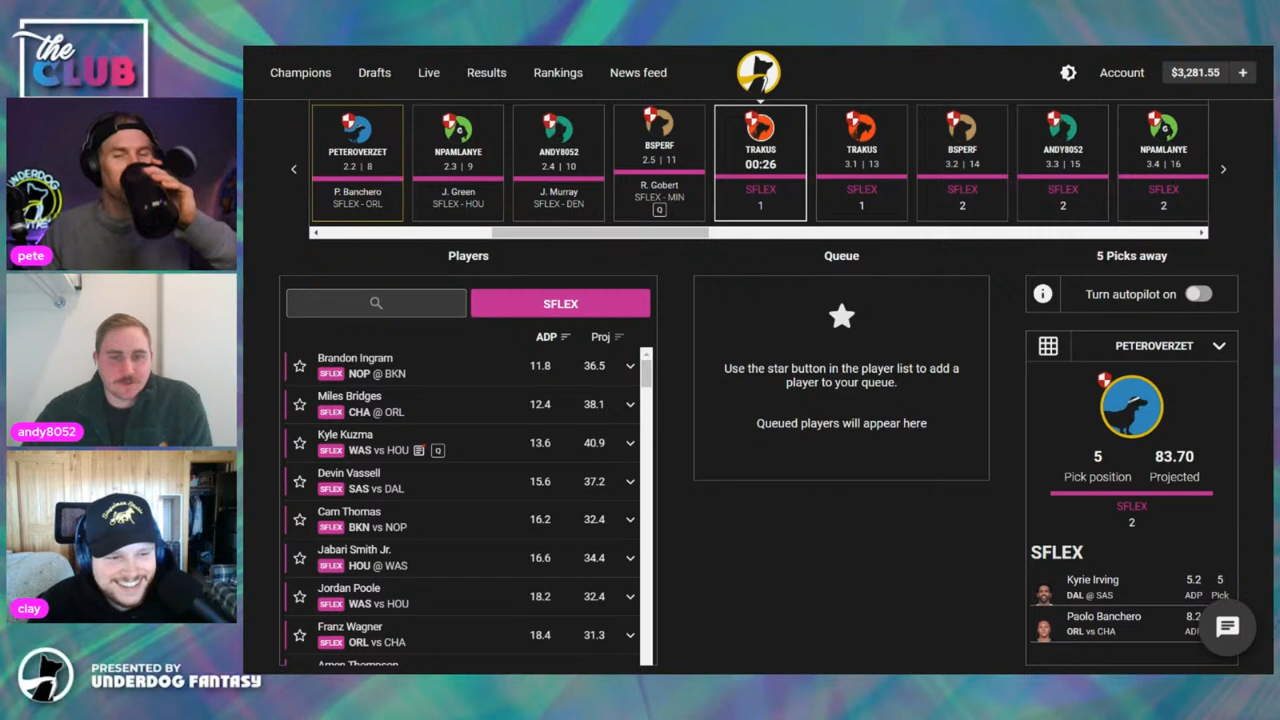 the
CLUB
pete
andy8052
clay
PRESENTED BY
UNDERDOG FANTASY
Champions Drafts Live Results Rankings News feed Account $3,281.55 +
PETEROVERZET
2.2 | 8
P. Banchero
SFLEX - ORL
NPAMLANYE
2.3 | 9
J. Green
SFLEX - HOU
ANDY8052
2.4 | 10
J. Murray
SFLEX - DEN
BSPERF
2.5 | 11
R. Gobert
SFLEX - MIN
Q
TRAKUS
00:26
SFLEX
1
TRAKUS
3.1 | 13
SFLEX
1
BSPERF
3.2 | 14
SFLEX
2
ANDY8052
3.3 | 15
SFLEX
2
NPAMLANYE
3.4 | 16
SFLEX
2
Players
SFLEX
ADP Proj
Brandon Ingram
SFLEX NOP @ BKN 11.8 36.5
Miles Bridges
SFLEX CHA @ ORL 12.4 38.1
Kyle Kuzma
SFLEX WAS vs HOU Q 13.6 40.9
Devin Vassell
SFLEX SAS vs DAL 15.6 37.2
Cam Thomas
SFLEX BKN vs NOP 16.2 32.4
Jabari Smith Jr.
SFLEX HOU @ WAS 16.6 34.4
Jordan Poole
SFLEX WAS vs HOU 18.2 32.4
Franz Wagner
SFLEX ORL vs CHA 18.4 31.3
Queue
Use the star button in the player list to add a
player to your queue.
Queued players will appear here
5 Picks away
Turn autopilot on
PETEROVERZET
5 83.70
Pick position Projected
SFLEX
2
SFLEX
Kyrie Irving 5.2 5
DAL @ SAS ADP Pick
Paolo Banchero 8.2
ORL vs CHA